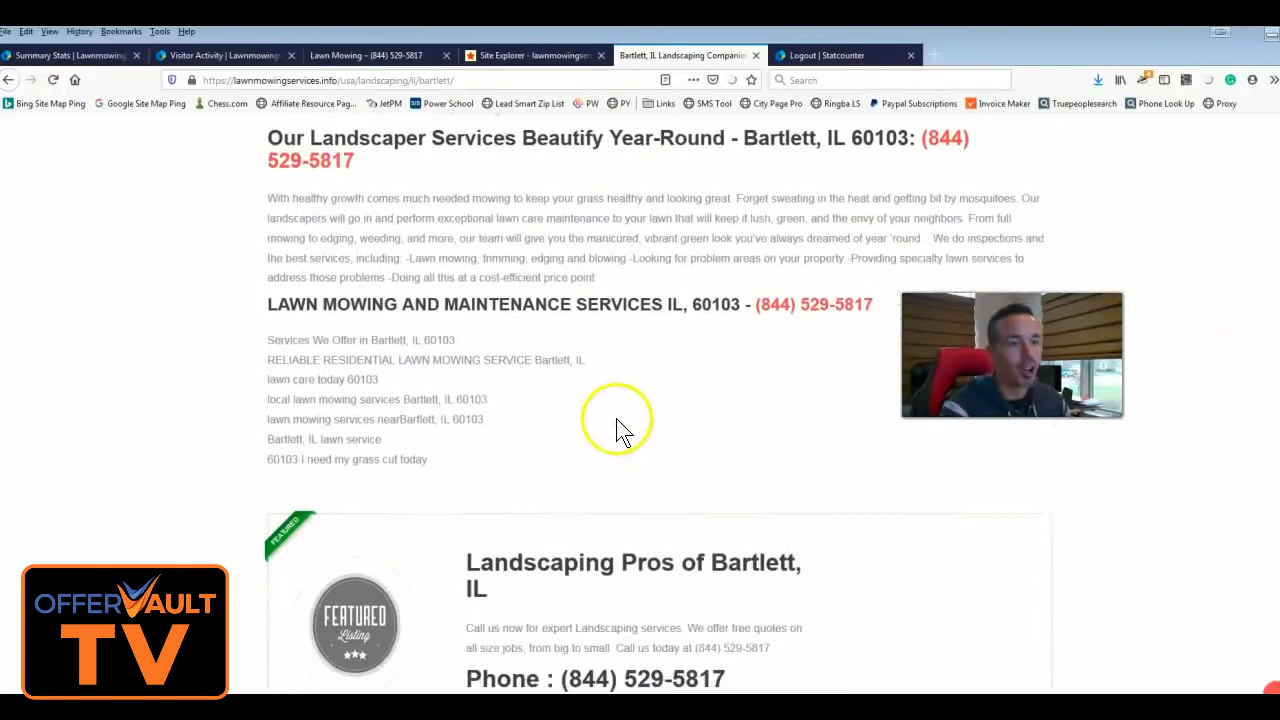 File Edit View History Bookmarks Tools Help
Summary Stats | Lawnmowing × Visitor Activity | Lawnmowing × Lawn Mowing – (844) 529-5817 × Site Explorer - lawnmowingser × Bartlett, IL Landscaping Companie × Logout | Statcounter ×
https://lawnmowingservices.info/usa/landscaping/il/bartlett/ Search
Bing Site Map Ping Google Site Map Ping Chess.com Affiliate Resource Pag... JetPM Power School Lead Smart Zip List PW PY Links SMS Tool City Page Pro Ringba LS Paypal Subscriptions Invoice Maker Truepeoplesearch Phone Look Up Proxy
Our Landscaper Services Beautify Year-Round - Bartlett, IL 60103: (844)
529-5817
With healthy growth comes much needed mowing to keep your grass healthy and looking great. Forget sweating in the heat and getting bit by mosquitoes. Our
landscapers will go in and perform exceptional lawn care maintenance to your lawn that will keep it lush, green, and the envy of your neighbors. From full
mowing to edging, weeding, and more, our team will give you the manicured, vibrant green look you've always dreamed of year 'round We do inspections and
the best services, including: -Lawn mowing, trimming, edging and blowing -Looking for problem areas on your property -Providing specialty lawn services to
address those problems -Doing all this at a cost-efficient price point
LAWN MOWING AND MAINTENANCE SERVICES IL, 60103 - (844) 529-5817
Services We Offer in Bartlett, IL 60103:
RELIABLE RESIDENTIAL LAWN MOWING SERVICE Bartlett, IL
lawn care today 60103
local lawn mowing services Bartlett, IL 60103
lawn mowing services nearBartlett, IL 60103
Bartlett, IL lawn service
60103 i need my grass cut today
FEATURED
Landscaping Pros of Bartlett,
IL
FEATURED
Listing
Call us now for expert Landscaping services. We offer free quotes on
all size jobs, from big to small. Call us today at (844) 529-5817
Phone : (844) 529-5817
OFFERVAULT
TV